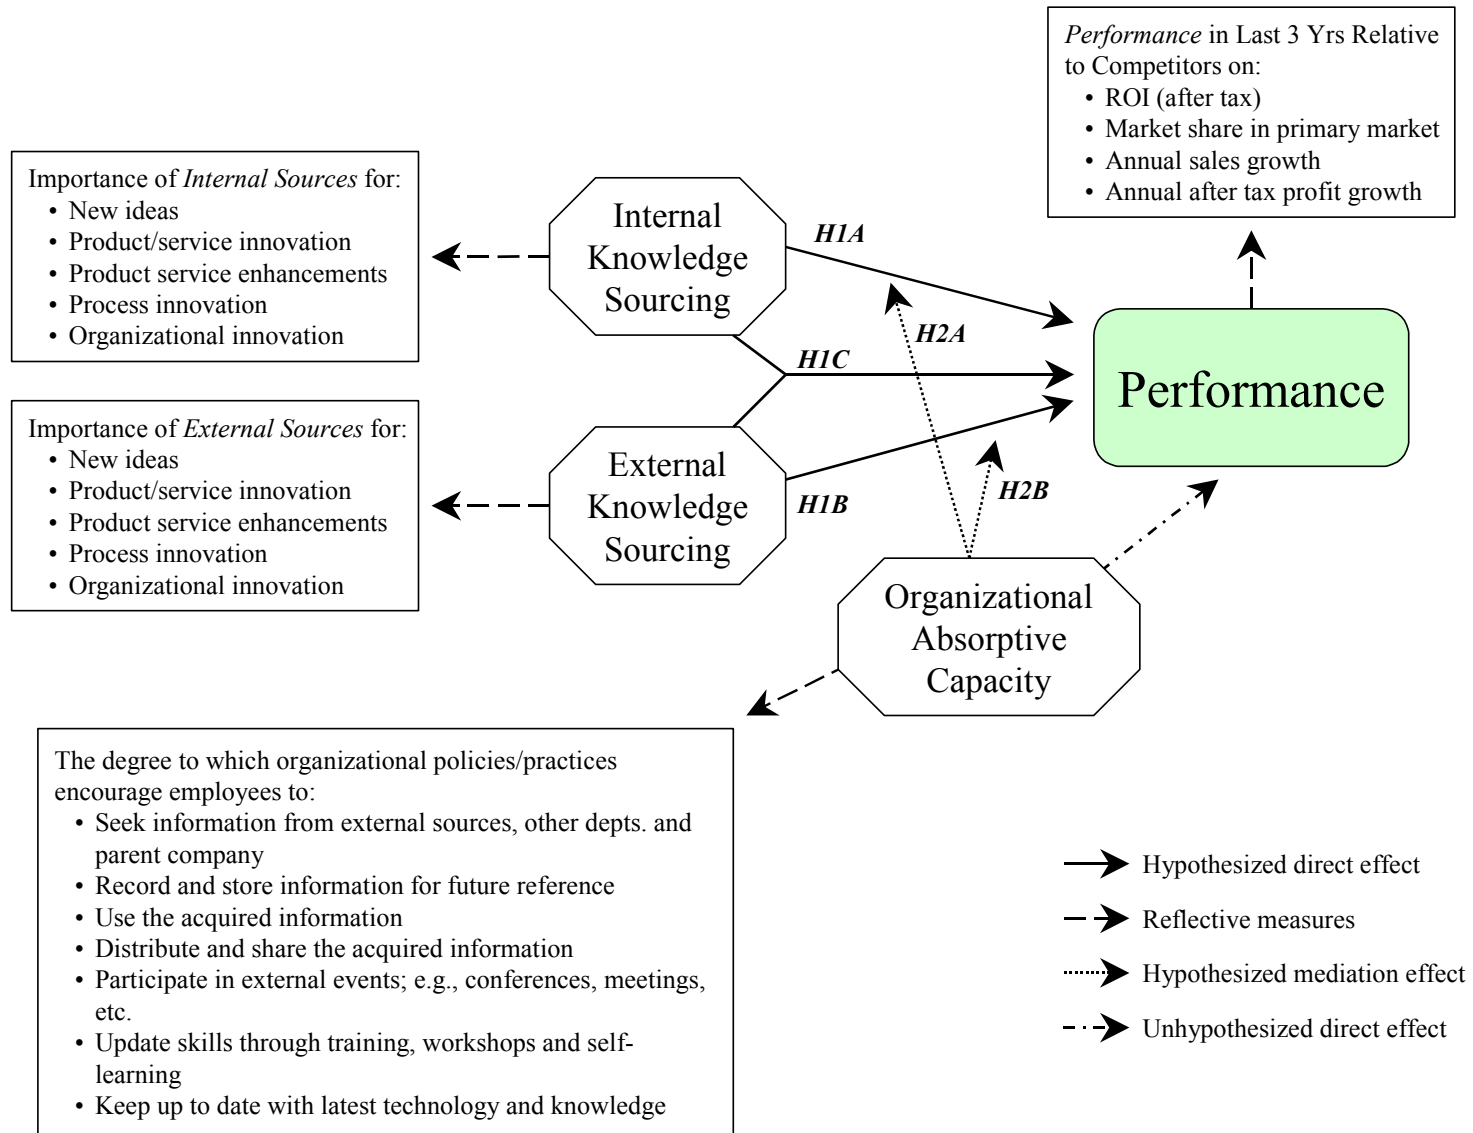 Performance in Last 3 Yrs Relative
to Competitors on:
• ROI (after tax)
• Market share in primary market
• Annual sales growth
• Annual after tax profit growth
Importance of Internal Sources for:
• New ideas
• Product/service innovation
• Product service enhancements
• Process innovation
• Organizational innovation
Internal
Knowledge
Sourcing
H1A
H2A
H1C
Performance
Importance of External Sources for:
• New ideas
• Product/service innovation
• Product service enhancements
• Process innovation
• Organizational innovation
External
Knowledge
Sourcing
H1B
H2B
Organizational
Absorptive
Capacity
The degree to which organizational policies/practices
encourage employees to:
• Seek information from external sources, other depts. and
parent company
• Record and store information for future reference
• Use the acquired information
• Distribute and share the acquired information
• Participate in external events; e.g., conferences, meetings,
etc.
• Update skills through training, workshops and self-
learning
• Keep up to date with latest technology and knowledge
Hypothesized direct effect
Reflective measures
Hypothesized mediation effect
Unhypothesized direct effect